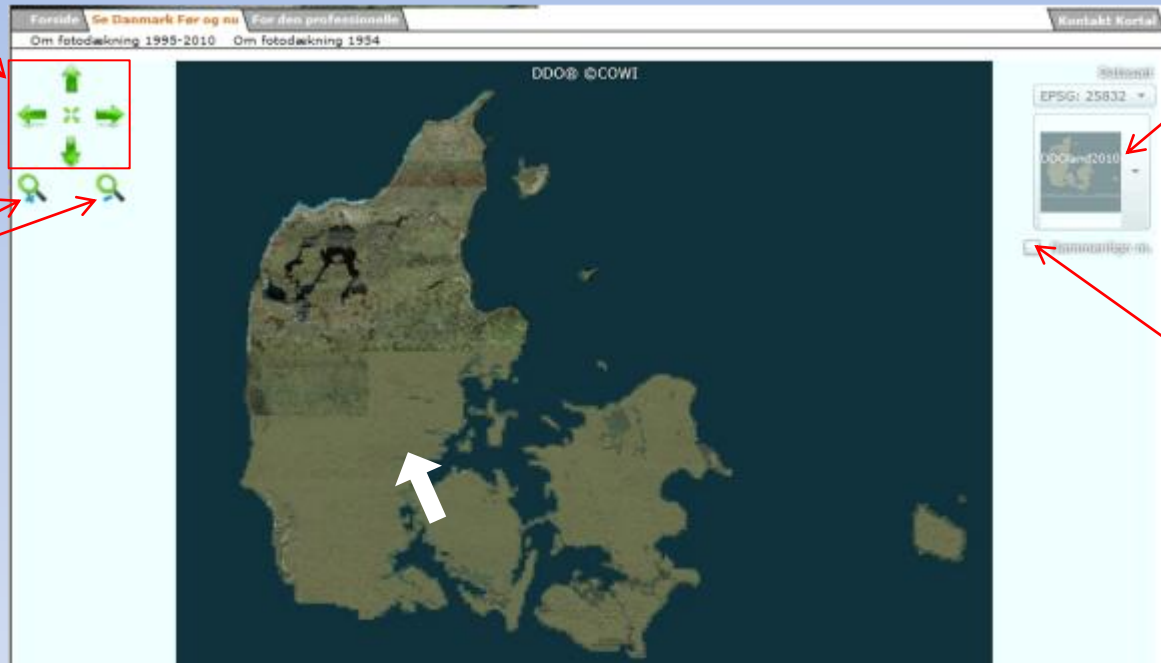 Forside Se Danmark Før og nu For den professionelle Kontakt Kortal
Om fotodækning 1995-2010 Om fotodækning 1954
DDO® ©COWI
EPSG: 25832
DDOland2010